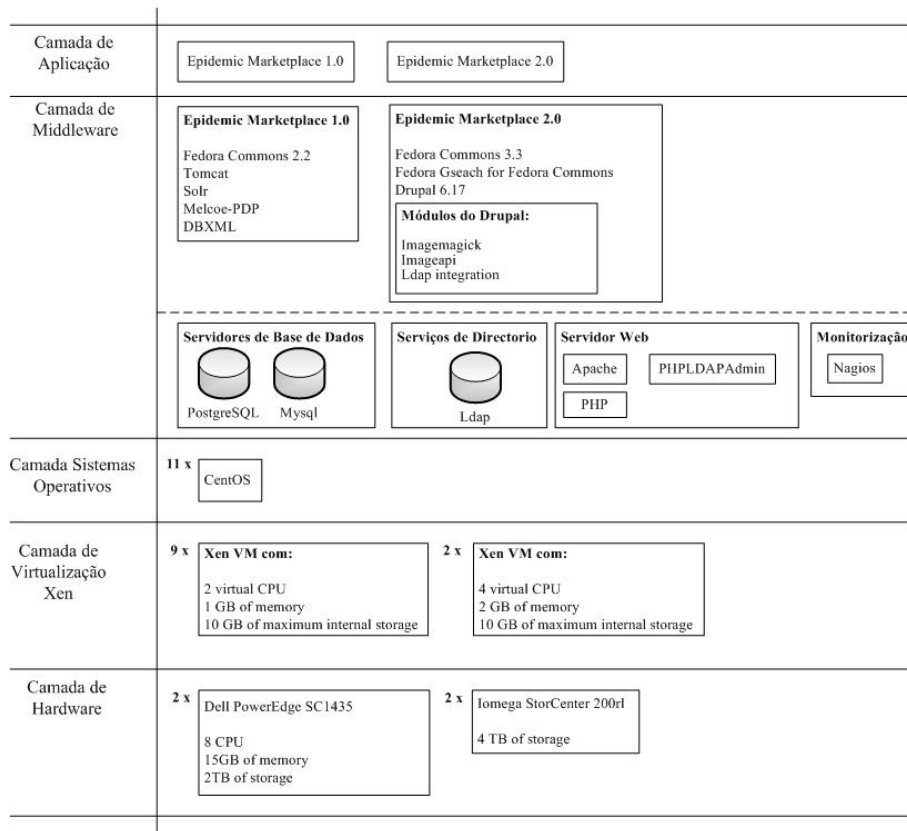 Camada de
Aplicação
Epidemic Marketplace 1.0
Epidemic Marketplace 2.0
Camada de
Middleware
Epidemic Marketplace 1.0
Fedora Commons 2.2
Tomcat
Solr
Melcoe-PDP
DBXML
Epidemic Marketplace 2.0
Fedora Commons 3.3
Fedora Gseach for Fedora Commons
Drupal 6.17
Módulos do Drupal:
Imagemagick
Imageapi
Ldap integration
Servidores de Base de Dados
PostgreSQL
Mysql
Serviços de Directorio
Ldap
Servidor Web
Apache
PHPLDAPAdmin
PHP
Monitorização
Nagios
Camada Sistemas
Operativos
11 x
CentOS
Camada de
Virtualização
Xen
9 x
Xen VM com:
2 virtual CPU
1 GB of memory
10 GB of maximum internal storage
2 x
Xen VM com:
4 virtual CPU
2 GB of memory
10 GB of maximum internal storage
Camada de
Hardware
2 x
Dell PowerEdge SC1435
8 CPU
15GB of memory
2TB of storage
2 x
Iomega StorCenter 200rl
4 TB of storage